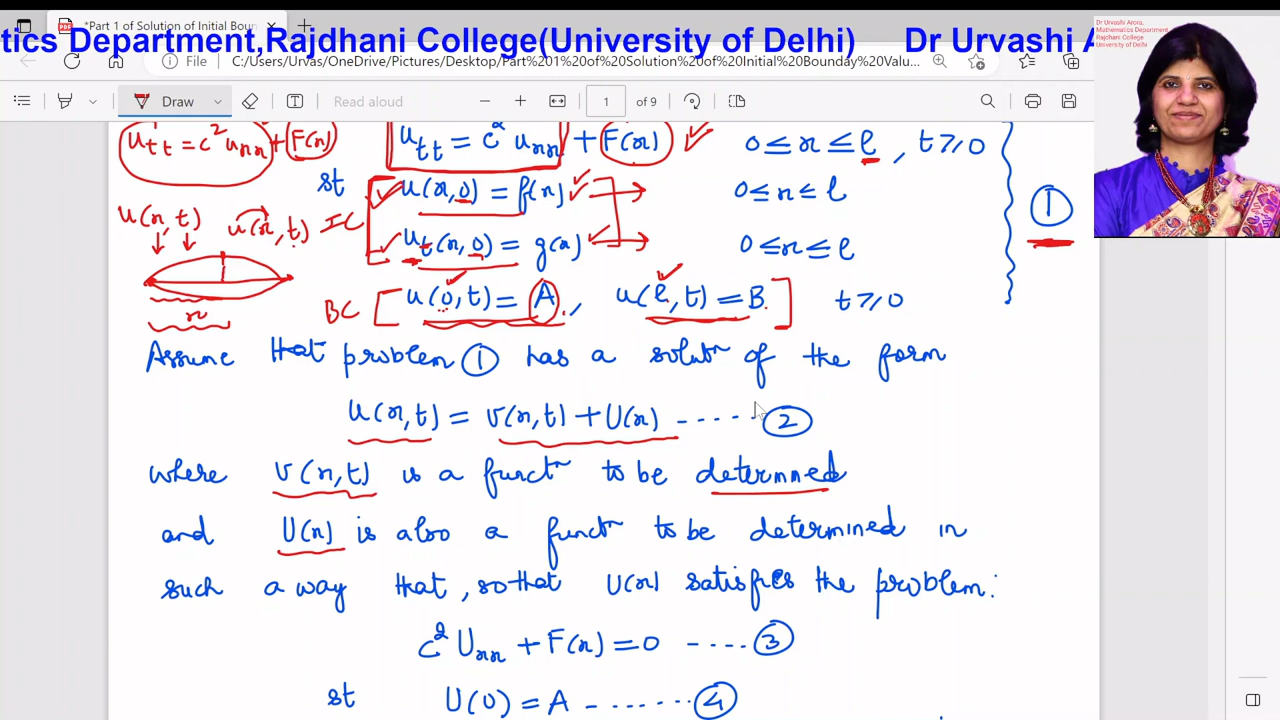 *Part 1 of Solution of Initial Boun
tics Department,Rajdhani College(University of Delhi) Dr Urvashi A
Dr Urvashi Arora,
Mathematics Department
Rajdhani College
University of Delhi
File C:/Users/Urvas/OneDrive/Pictures/Desktop/Part%201%20of%20Solution%20of%20Initial%20Bounday%20Valu...
Draw Read aloud 1 of 9
u_tt = c² u_xx + F(x) u_tt = c² u_xx + F(x) 0 ≤ x ≤ l, t ≥ 0
st u(x,0) = f(x) 0 ≤ x ≤ l
①
u(x,t) u(x,t) IC u_t(x,0) = g(x) 0 ≤ x ≤ l
x
BC [ u(0,t) = A, u(l,t) = B ] t ≥ 0
Assume that problem ① has a solutn of the form
u(x,t) = v(x,t) + U(x) ----- ②
where v(x,t) is a functn to be determned
and U(x) is also a functn to be determined in
such a way that, so that U(x) satisfies the problem:
c² U_xx + F(x) = 0 ---- ③
st U(0) = A ------- ④